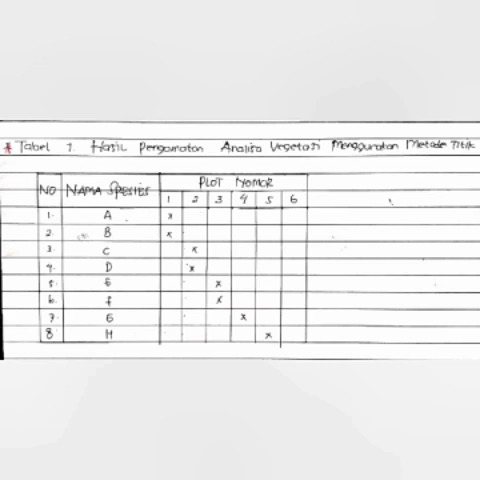 * Tabel 1. Hasil Pengamatan Analisa Vegetasi Menggunakan Metode Titik
NO NAMA SPESIES PLOT NOMOR
1 2 3 4 5 6
1. A x
2. B x
3. C x
4. D x
5. E x
6. f x
7. G x
8 H x